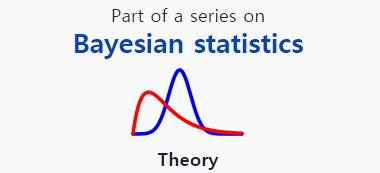 Part of a series on
Bayesian statistics
Theory